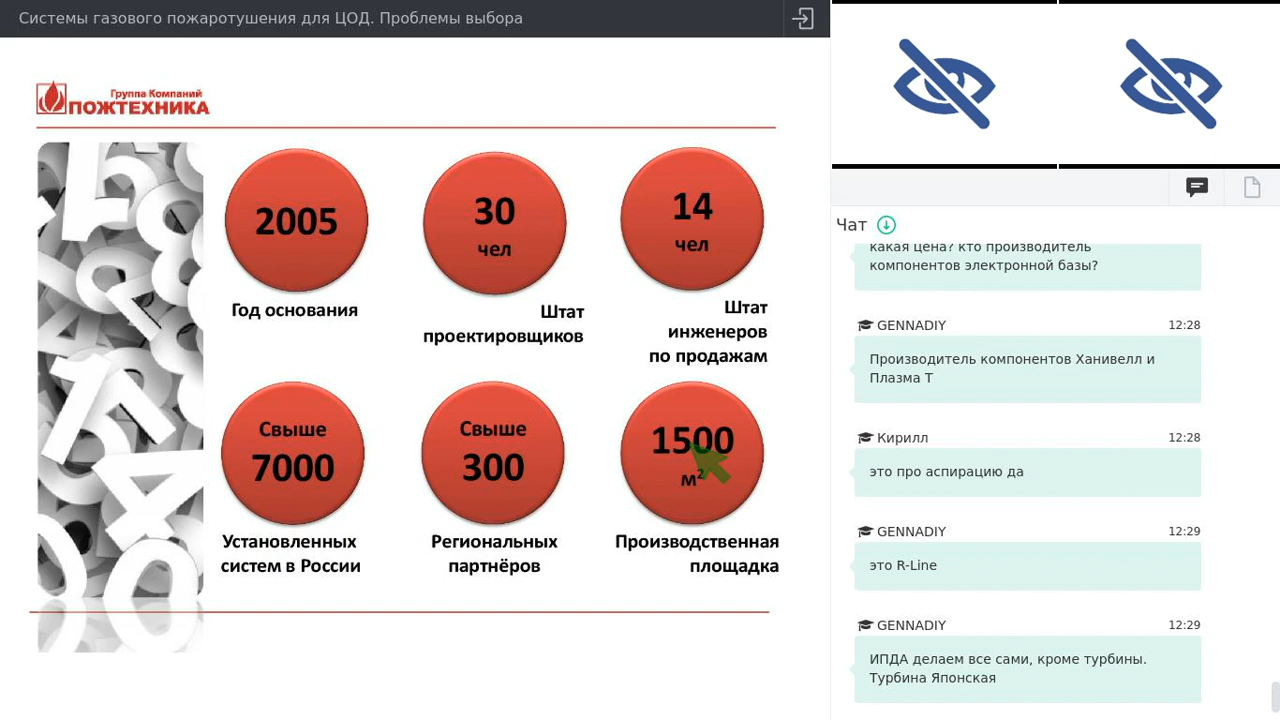 Системы газового пожаротушения для ЦОД. Проблемы выбора
Группа Компаний
ПОЖТЕХНИКА
2005
Год основания
30
чел
Штат
проектировщиков
14
чел
Штат
инженеров
по продажам
Свыше
7000
Установленных
систем в России
Свыше
300
Региональных
партнёров
1500
м²
Производственная
площадка
Чат
какая цена? кто производитель
компонентов электронной базы?
GENNADIY 12:28
Производитель компонентов Ханивелл и
Плазма Т
Кирилл 12:28
это про аспирацию да
GENNADIY 12:29
это R-Line
GENNADIY 12:29
ИПДА делаем все сами, кроме турбины.
Турбина Японская